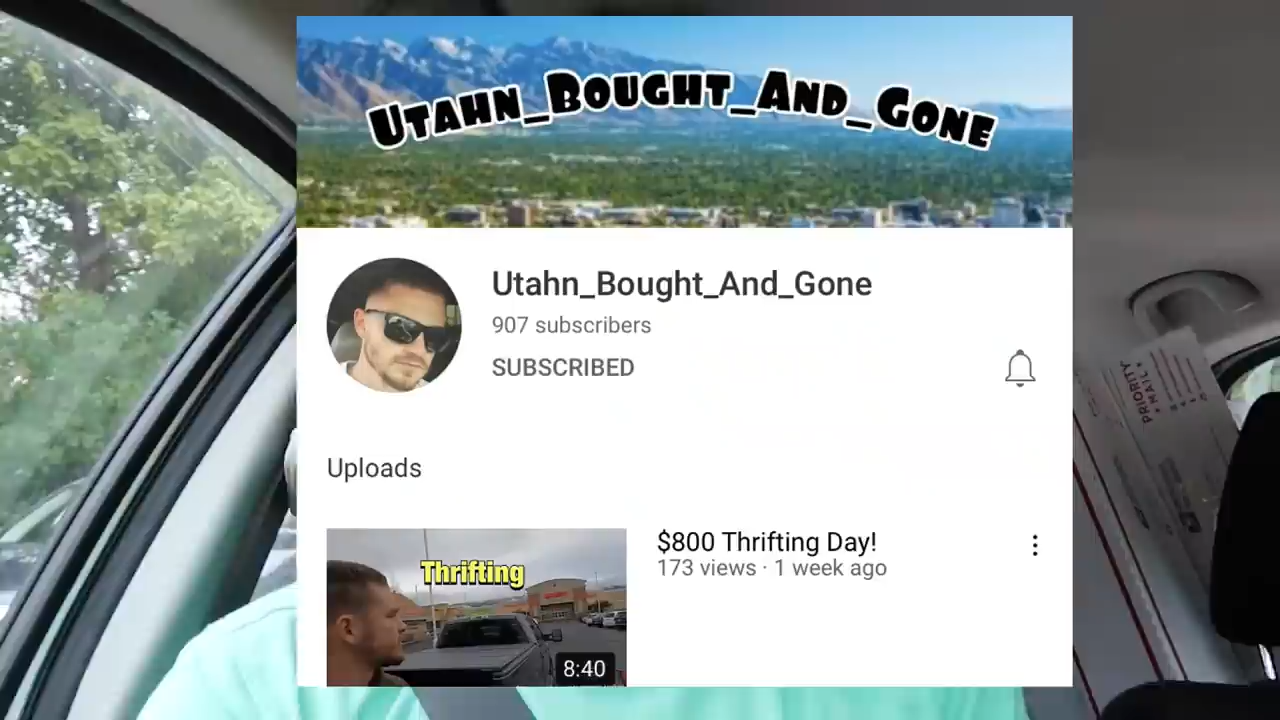 Utahn_Bought_And_Gone
Utahn_Bought_And_Gone
907 subscribers
SUBSCRIBED
Uploads
Thrifting
8:40
$800 Thrifting Day!
173 views · 1 week ago
PRIORITY
MAIL